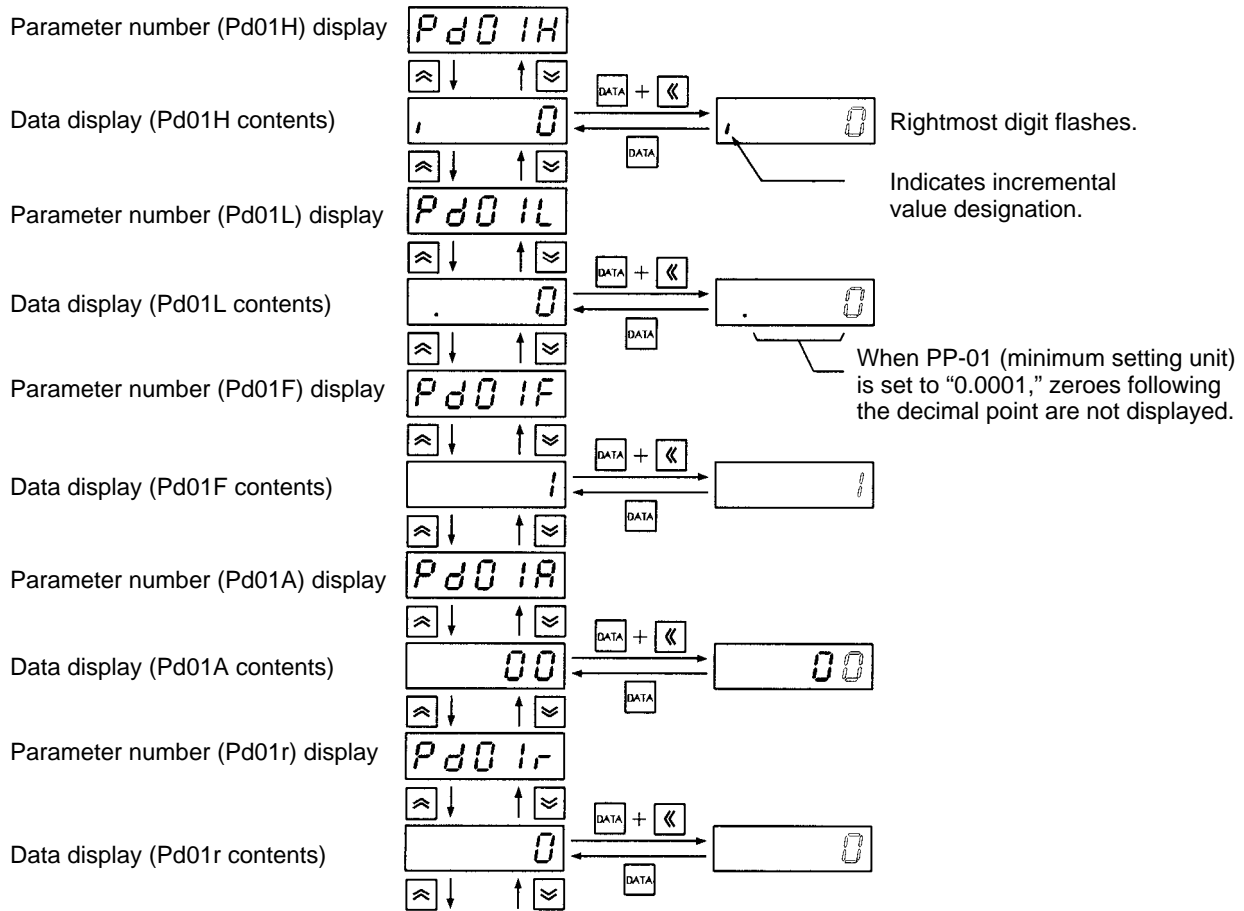 Parameter number (Pd01H) display
Pd01H
DATA + 
Data display (Pd01H contents)
0
0
Rightmost digit flashes.
DATA
Indicates incremental
value designation.
Parameter number (Pd01L) display
Pd01L
DATA + 
Data display (Pd01L contents)
. 0
. 0
DATA
When PP-01 (minimum setting unit)
is set to “0.0001,” zeroes following
the decimal point are not displayed.
Parameter number (Pd01F) display
Pd01F
DATA + 
Data display (Pd01F contents)
1
1
DATA
Parameter number (Pd01A) display
Pd01A
DATA + 
Data display (Pd01A contents)
00
00
DATA
Parameter number (Pd01r) display
Pd01r
DATA + 
Data display (Pd01r contents)
0
0
DATA